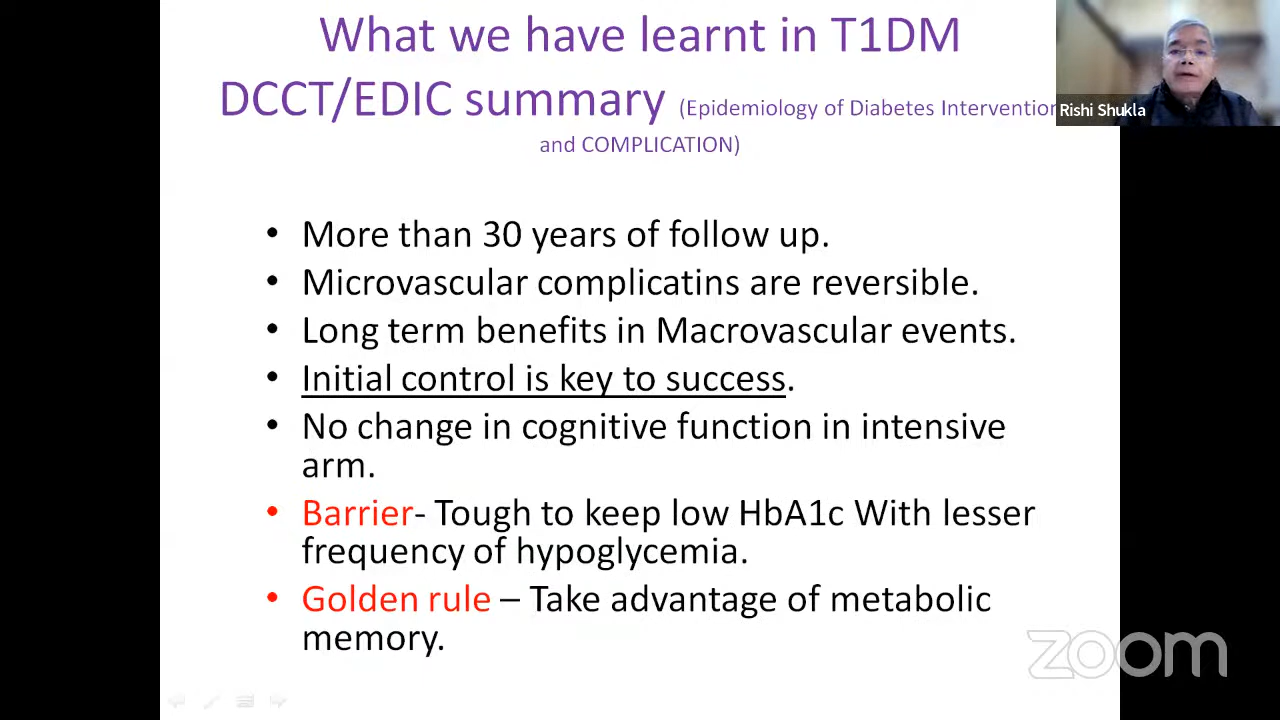 What we have learnt in T1DM
DCCT/EDIC summary (Epidemiology of Diabetes Intervention
and COMPLICATION)
Rishi Shukla
• More than 30 years of follow up.
• Microvascular complicatins are reversible.
• Long term benefits in Macrovascular events.
• Initial control is key to success.
• No change in cognitive function in intensive
arm.
• Barrier- Tough to keep low HbA1c With lesser
frequency of hypoglycemia.
• Golden rule – Take advantage of metabolic
memory.
zoom